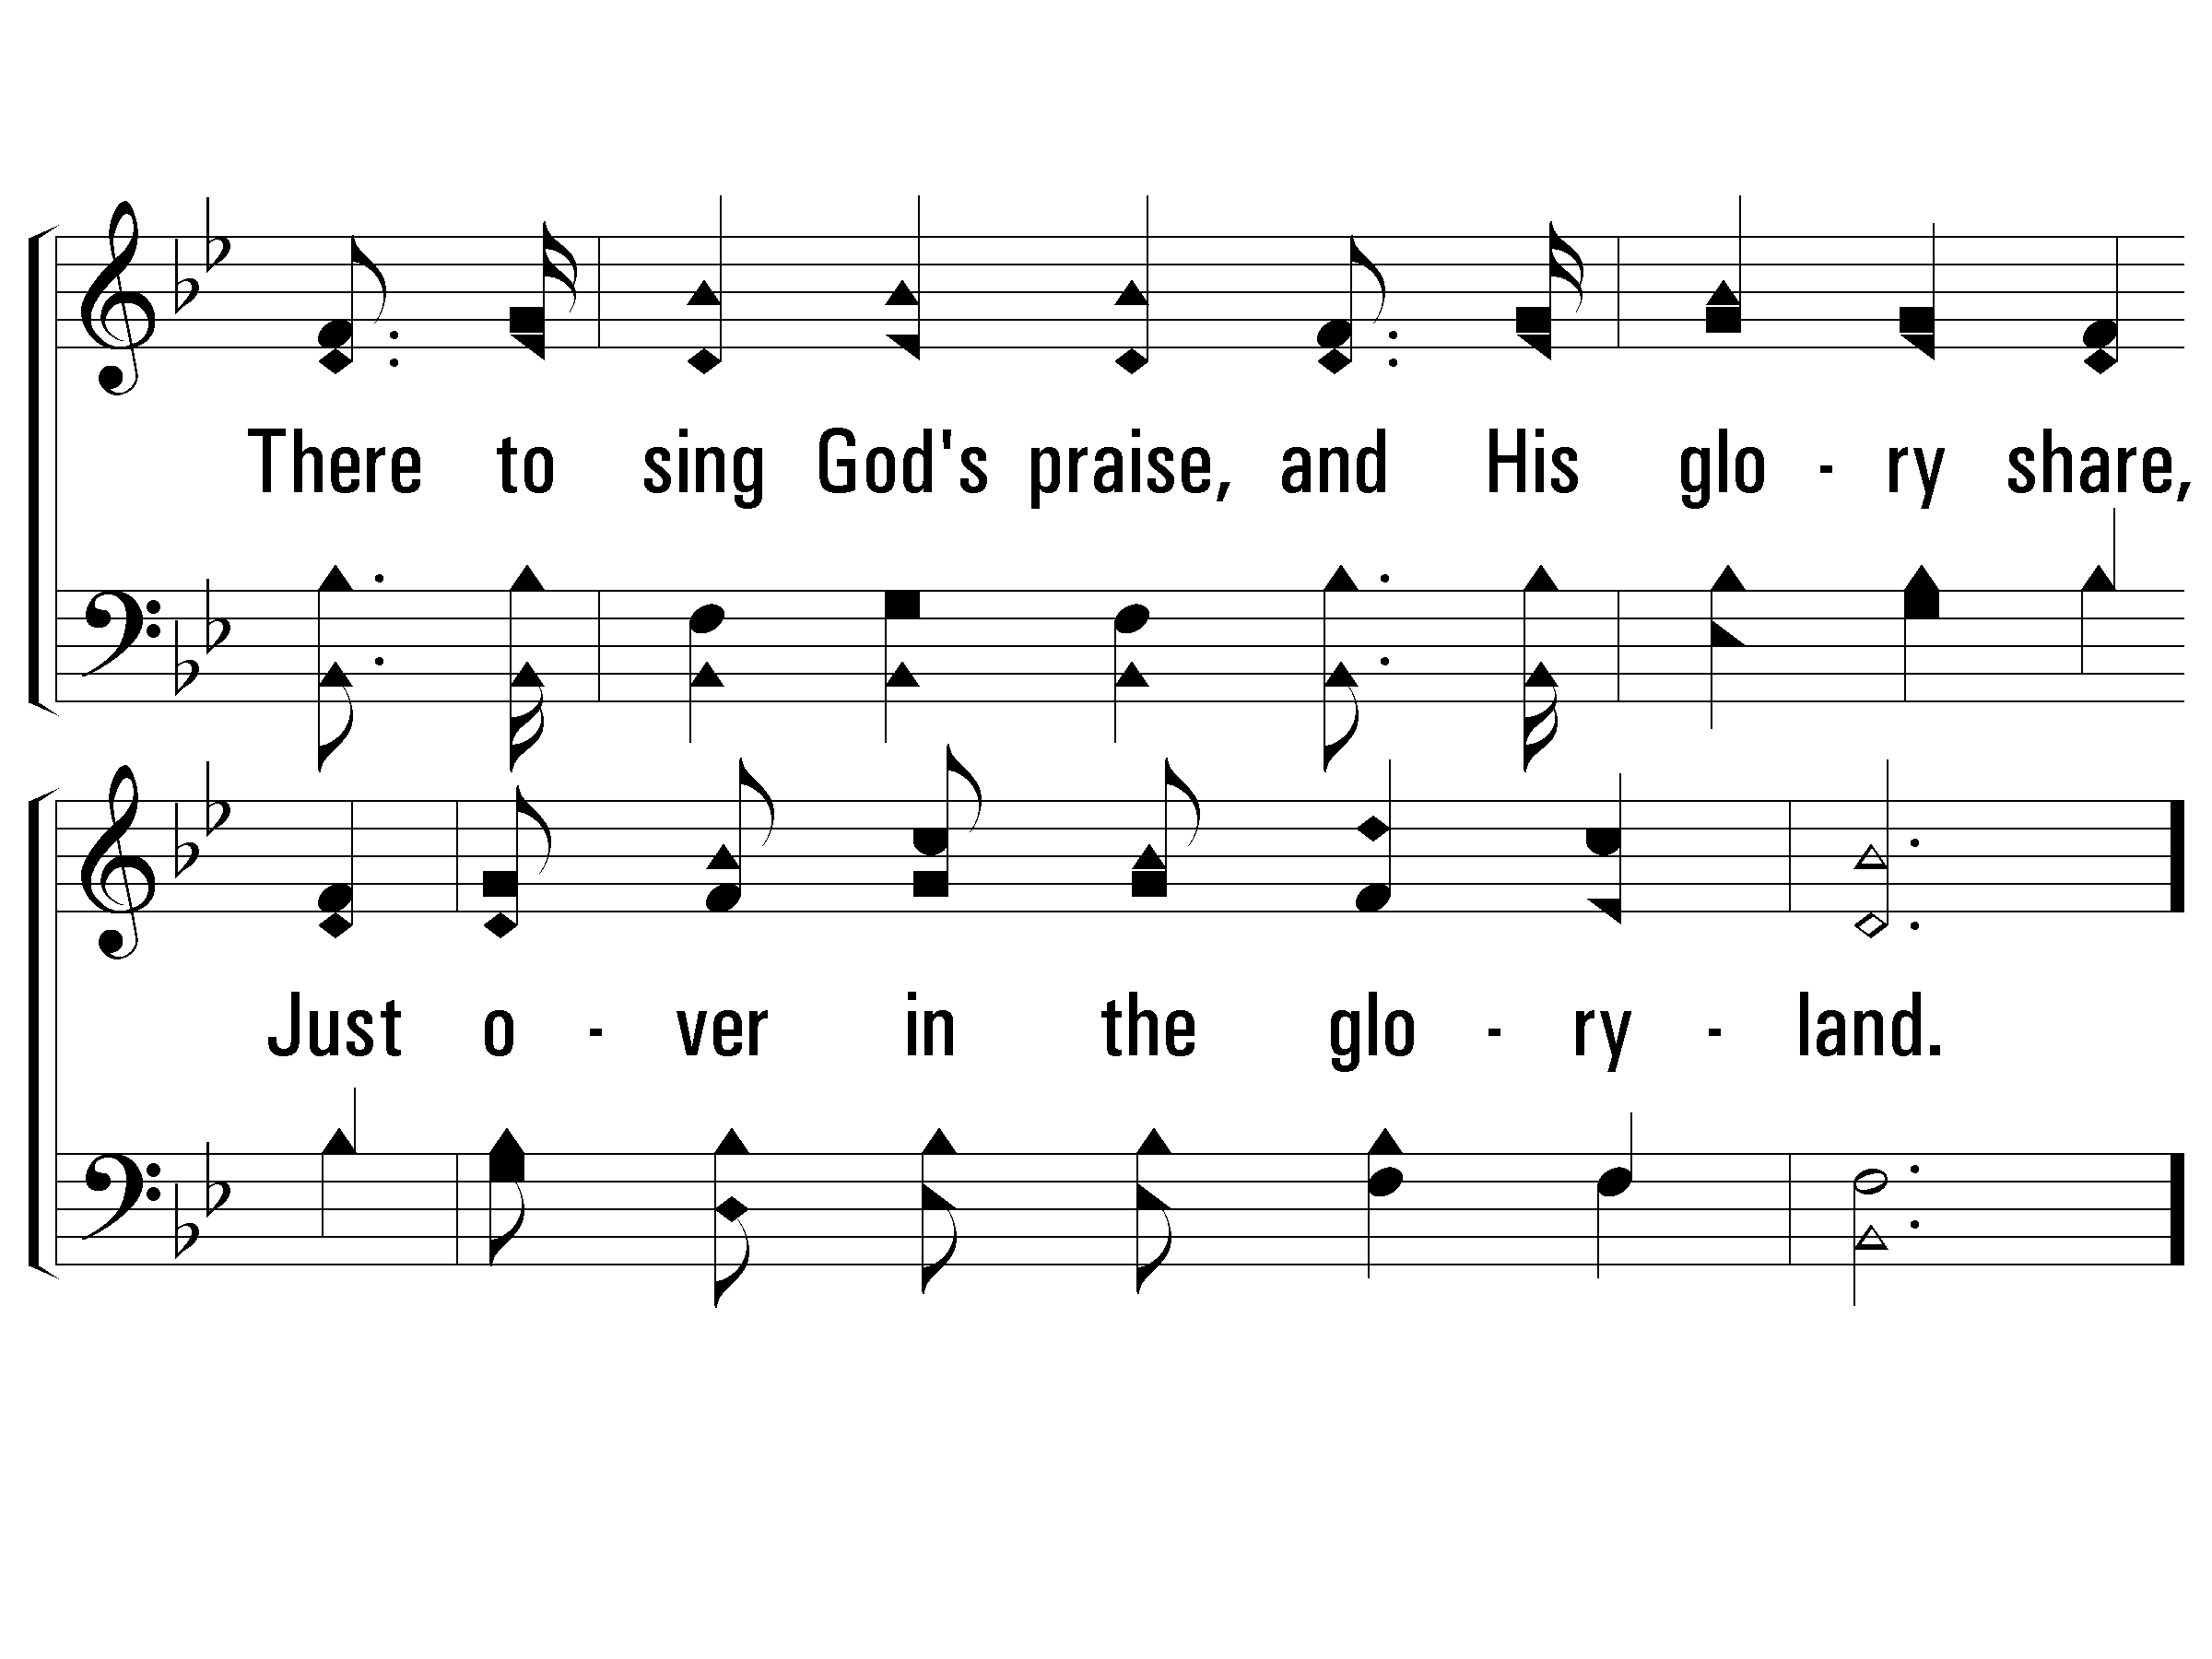 There to sing God's praise, and His glo - ry share,
Just o - ver in the glo - ry - land.